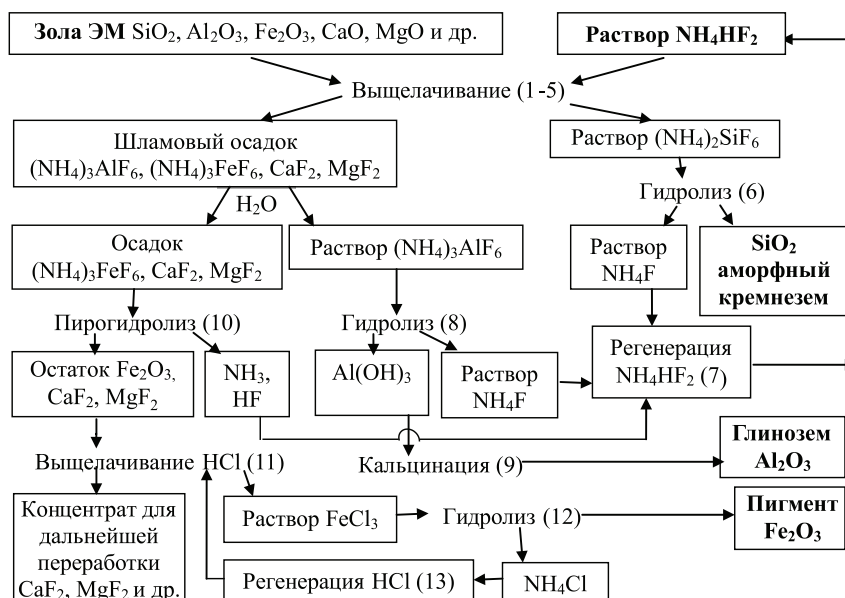 Зола ЭМ SiO₂, Al₂O₃, Fe₂O₃, CaO, MgO и др.
Раствор NH₄HF₂
Выщелачивание (1-5)
Шламовый осадок
(NH₄)₃AlF₆, (NH₄)₃FeF₆, CaF₂, MgF₂
Раствор (NH₄)₂SiF₆
Гидролиз (6)
H₂O
Осадок
(NH₄)₃FeF₆, CaF₂, MgF₂
Раствор (NH₄)₃AlF₆
Раствор
NH₄F
SiO₂
аморфный
кремнезем
Пирогидролиз (10)
Гидролиз (8)
Регенерация
NH₄HF₂ (7)
Остаток Fe₂O₃,
CaF₂, MgF₂
NH₃,
HF
Al(OH)₃
Раствор
NH₄F
Глинозем
Al₂O₃
Выщелачивание HCl (11)
Кальцинация (9)
Концентрат для
дальнейшей
переработки
CaF₂, MgF₂ и др.
Раствор FeCl₃
Гидролиз (12)
Пигмент
Fe₂O₃
Регенерация HCl (13)
NH₄Cl